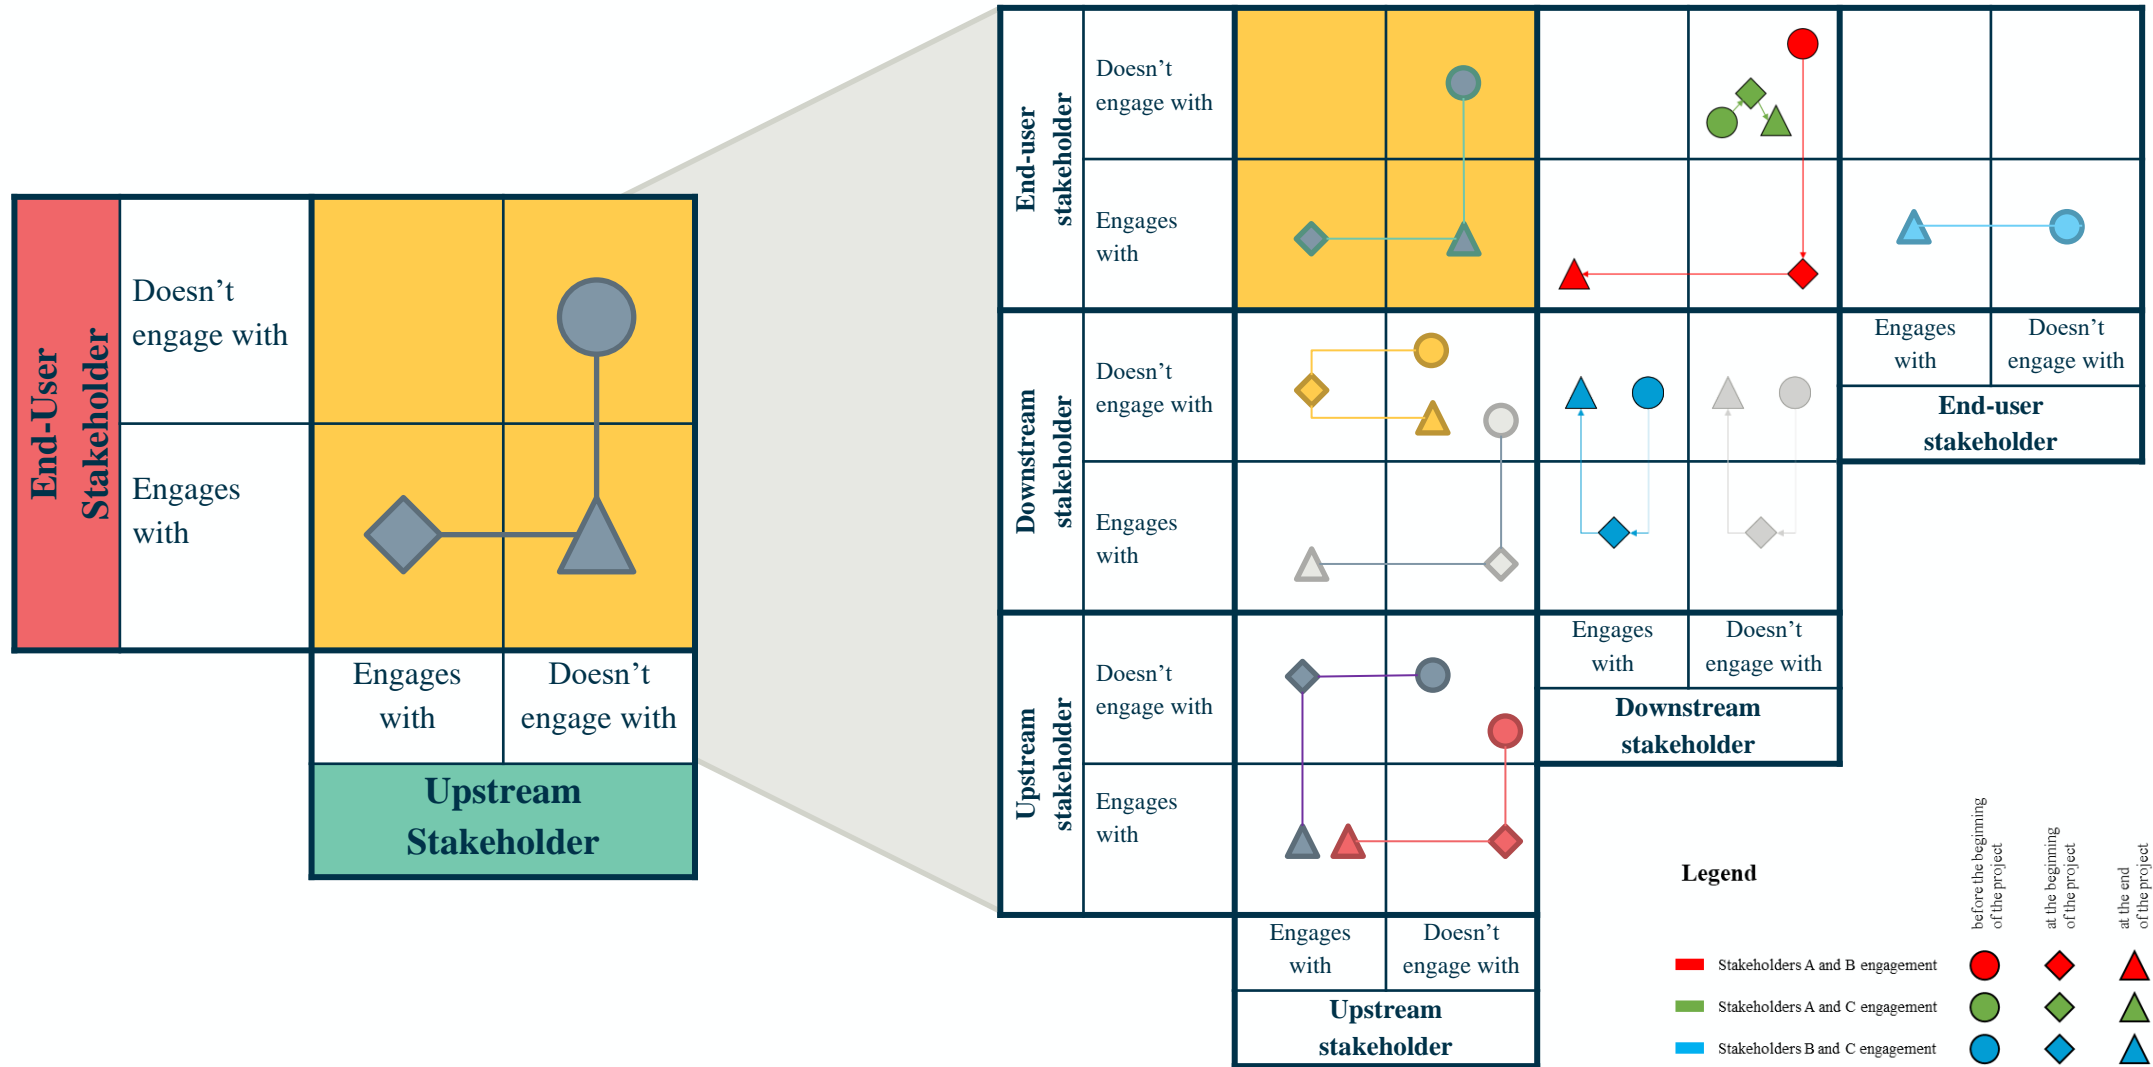 End-User
Stakeholder
Doesn't
engage with
Engages
with
Engages
with
Doesn't
engage with
Upstream
Stakeholder
End-user
stakeholder
Doesn't
engage with
Engages
with
Engages
with
Doesn't
engage with
End-user
stakeholder
Downstream
stakeholder
Doesn't
engage with
Engages
with
Engages
with
Doesn't
engage with
Downstream
stakeholder
Upstream
stakeholder
Doesn't
engage with
Engages
with
Engages
with
Doesn't
engage with
Upstream
stakeholder
Legend
before the beginning
of the project
at the beginning
of the project
at the end
of the project
Stakeholders A and B engagement
Stakeholders A and C engagement
Stakeholders B and C engagement